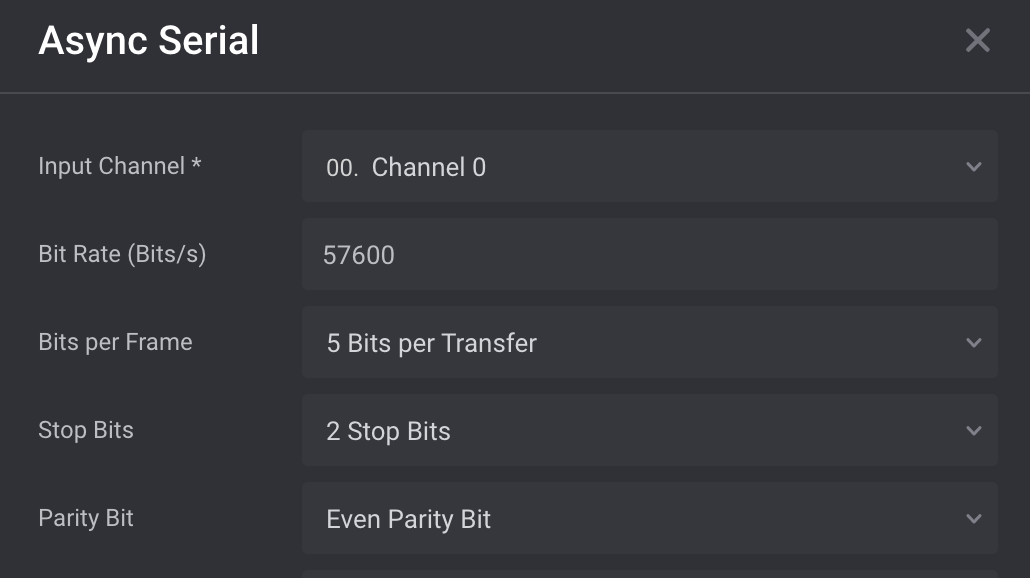 Async Serial
Input Channel * 00. Channel 0
Bit Rate (Bits/s) 57600
Bits per Frame 5 Bits per Transfer
Stop Bits 2 Stop Bits
Parity Bit Even Parity Bit